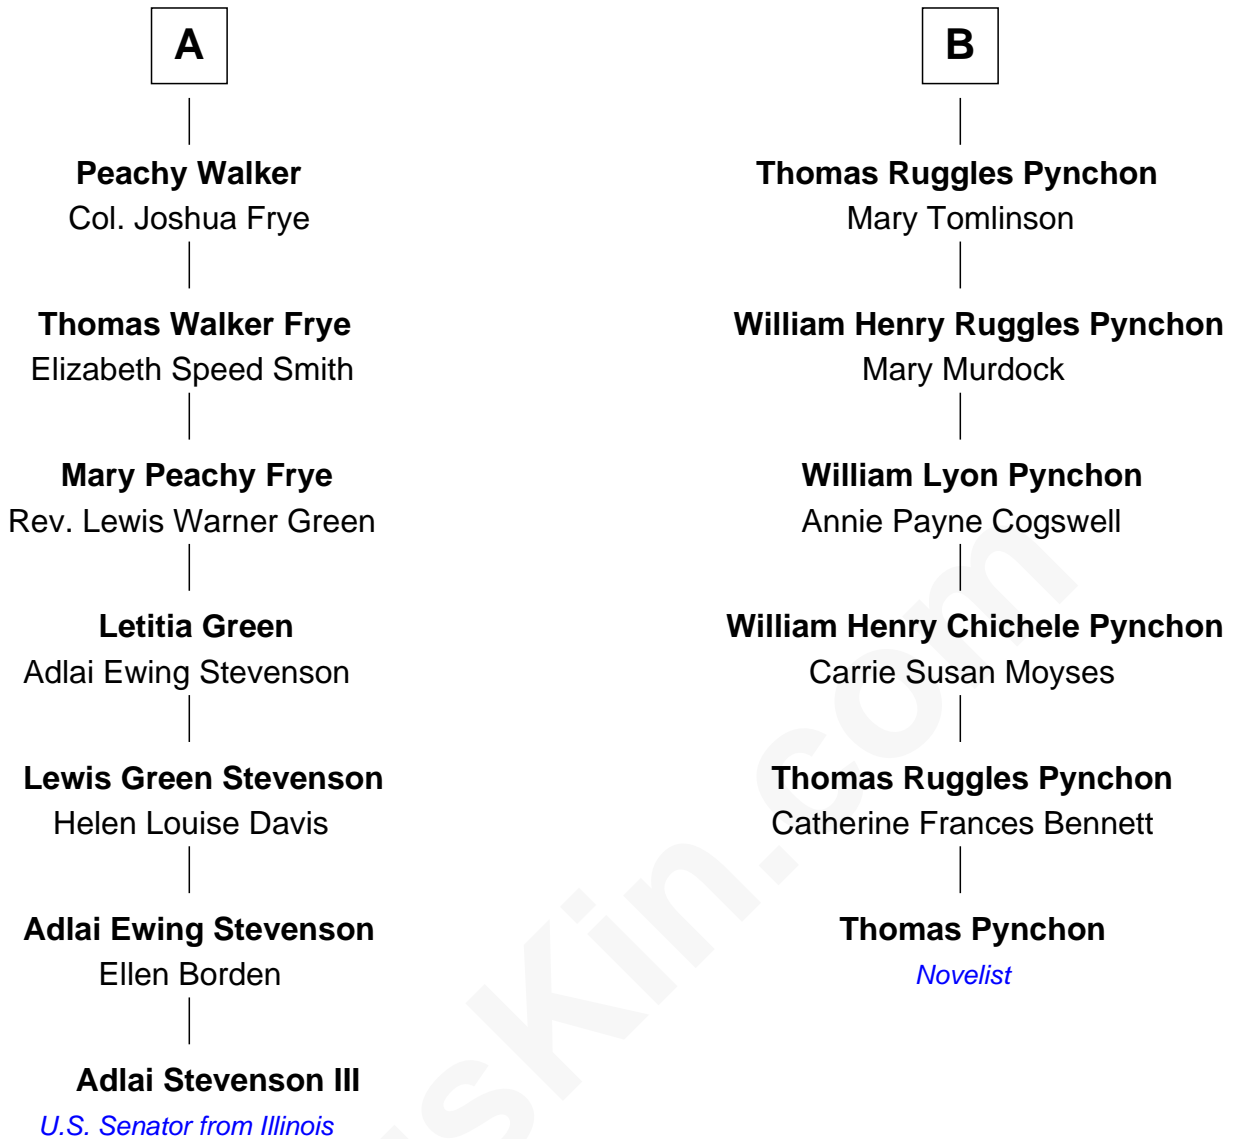 A
Peachy Walker
Col. Joshua Frye
Thomas Walker Frye
Elizabeth Speed Smith
Mary Peachy Frye
Rev. Lewis Warner Green
Letitia Green
Adlai Ewing Stevenson
Lewis Green Stevenson
Helen Louise Davis
Adlai Ewing Stevenson
Ellen Borden
Adlai Stevenson III
U.S. Senator from Illinois
B
Thomas Ruggles Pynchon
Mary Tomlinson
William Henry Ruggles Pynchon
Mary Murdock
William Lyon Pynchon
Annie Payne Cogswell
William Henry Chichele Pynchon
Carrie Susan Moyses
Thomas Ruggles Pynchon
Catherine Frances Bennett
Thomas Pynchon
Novelist